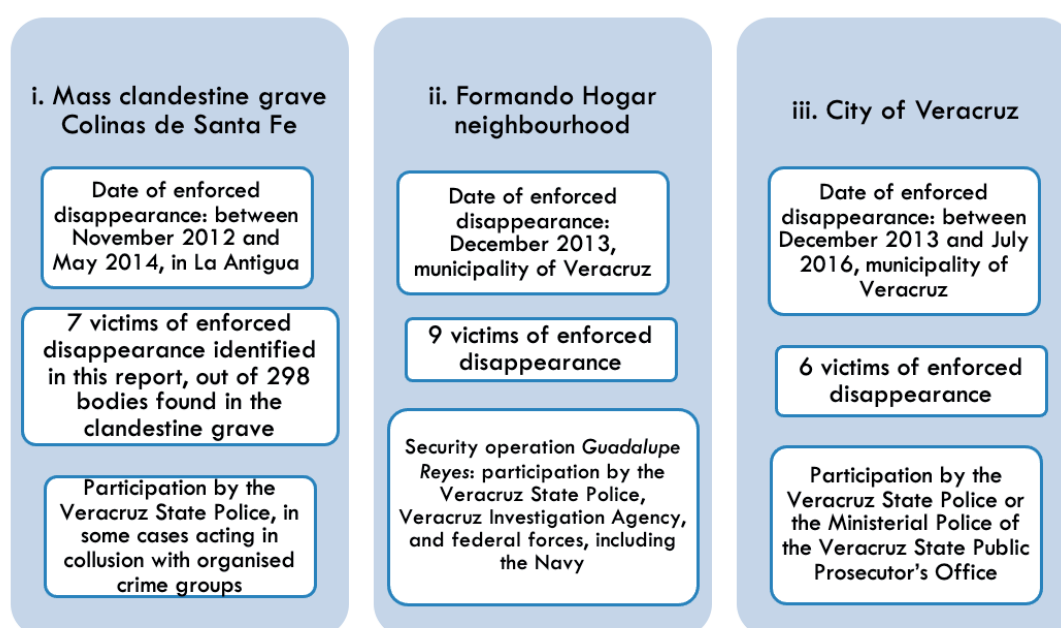 i. Mass clandestine grave
Colinas de Santa Fe
Date of enforced
disappearance: between
November 2012 and
May 2014, in La Antigua
7 victims of enforced
disappearance identified
in this report, out of 298
bodies found in the
clandestine grave
Participation by the
Veracruz State Police, in
some cases acting in
collusion with organised
crime groups
ii. Formando Hogar
neighbourhood
Date of enforced
disappearance:
December 2013,
municipality of Veracruz
9 victims of enforced
disappearance
Security operation Guadalupe
Reyes: participation by the
Veracruz State Police,
Veracruz Investigation Agency,
and federal forces, including
the Navy
iii. City of Veracruz
Date of enforced
disappearance: between
December 2013 and July
2016, municipality of
Veracruz
6 victims of enforced
disappearance
Participation by the
Veracruz State Police or
the Ministerial Police of
the Veracruz State Public
Prosecutor's Office